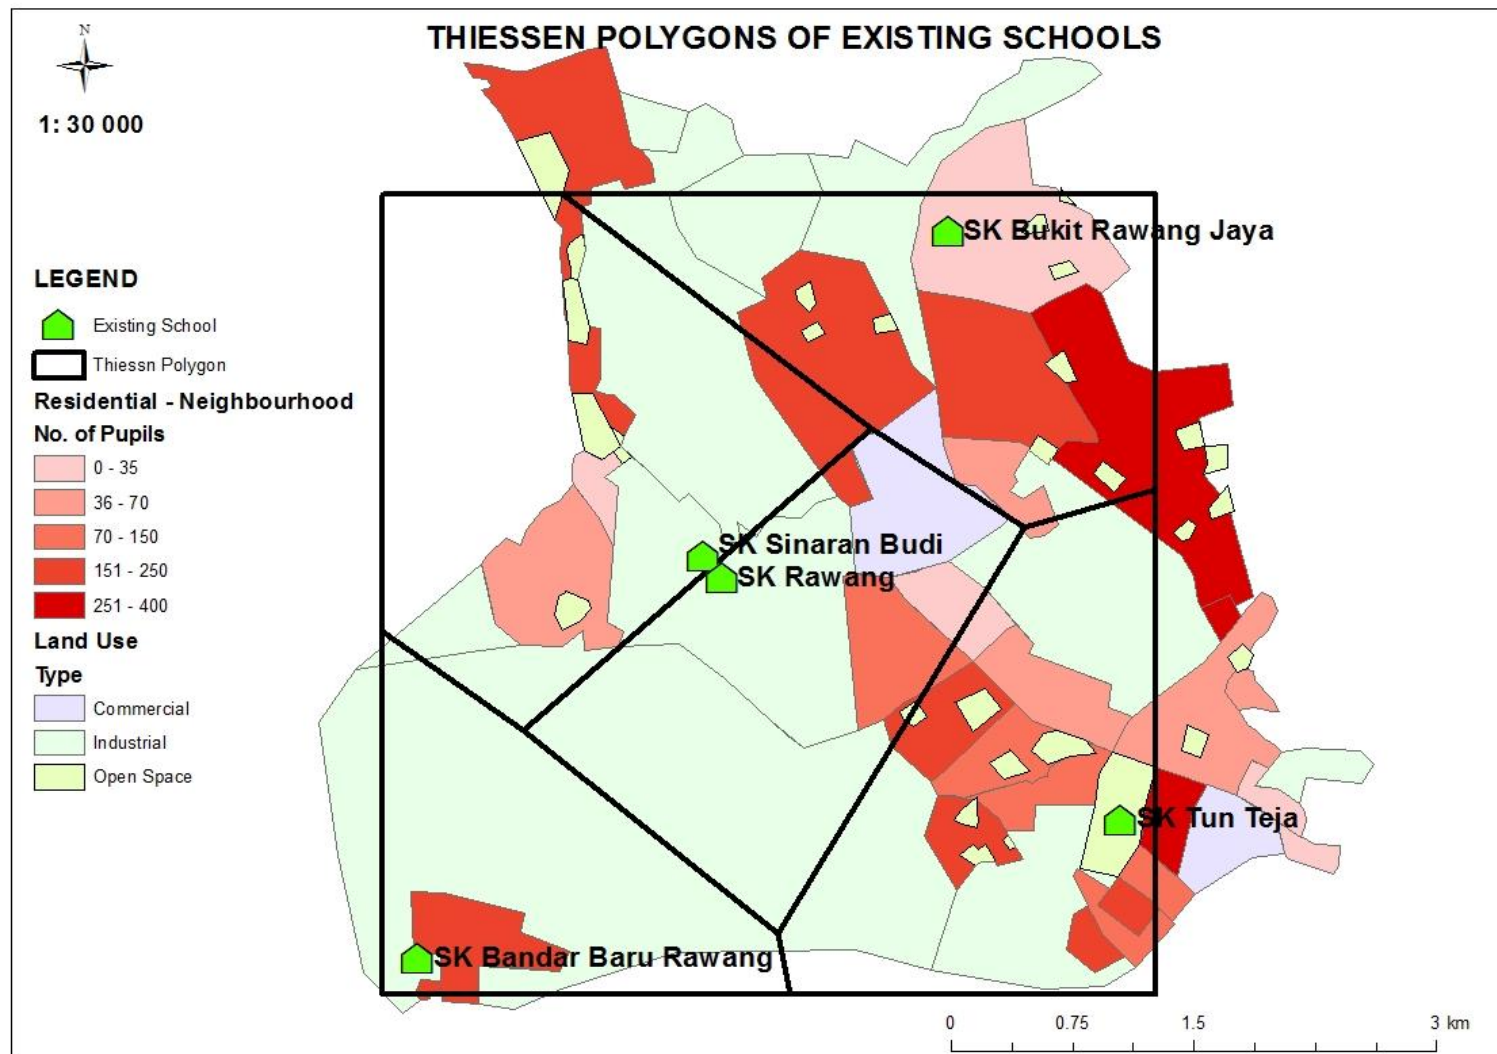 THIESSEN POLYGONS OF EXISTING SCHOOLS
N
1: 30 000
LEGEND
Existing School
Thiessn Polygon
Residential - Neighbourhood
No. of Pupils
0 - 35
36 - 70
70 - 150
151 - 250
251 - 400
Land Use
Type
Commercial
Industrial
Open Space
SK Bukit Rawang Jaya
SK Sinaran Budi
SK Rawang
SK Tun Teja
SK Bandar Baru Rawang
0 0.75 1.5 3 km